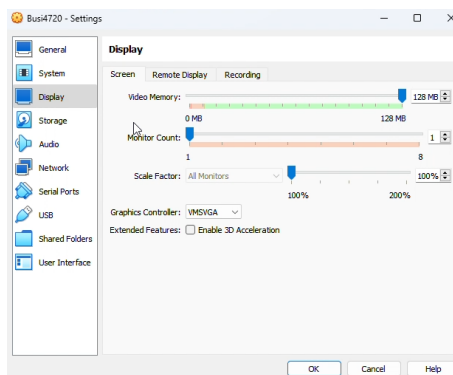 Busi4720 - Settings
General
System
Display
Storage
Audio
Network
Serial Ports
USB
Shared Folders
User Interface
Display
Screen Remote Display Recording
Video Memory: 128 MB
0 MB 128 MB
Monitor Count: 1
1 8
Scale Factor: All Monitors 100%
100% 200%
Graphics Controller: VMSVGA
Extended Features: Enable 3D Acceleration
OK Cancel Help